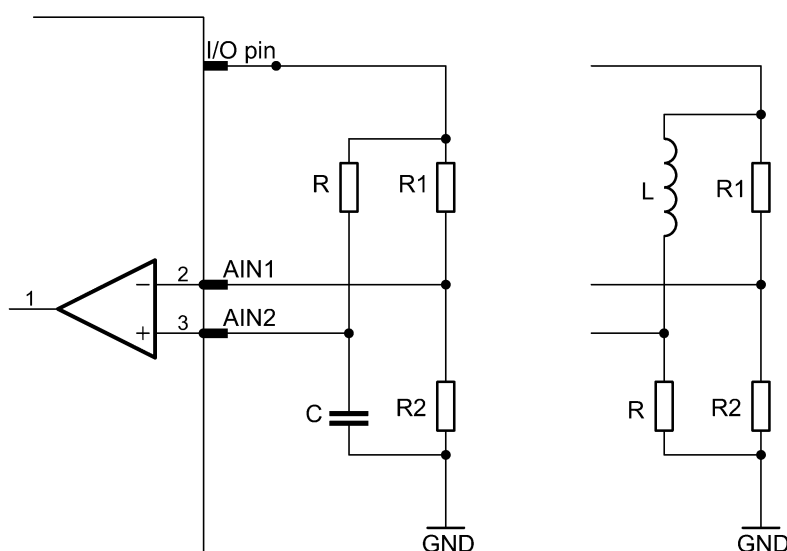 I/O pin
R
R1
L
R1
AIN1
2
−
1
3
+
AIN2
C
R2
R
R2
GND
GND